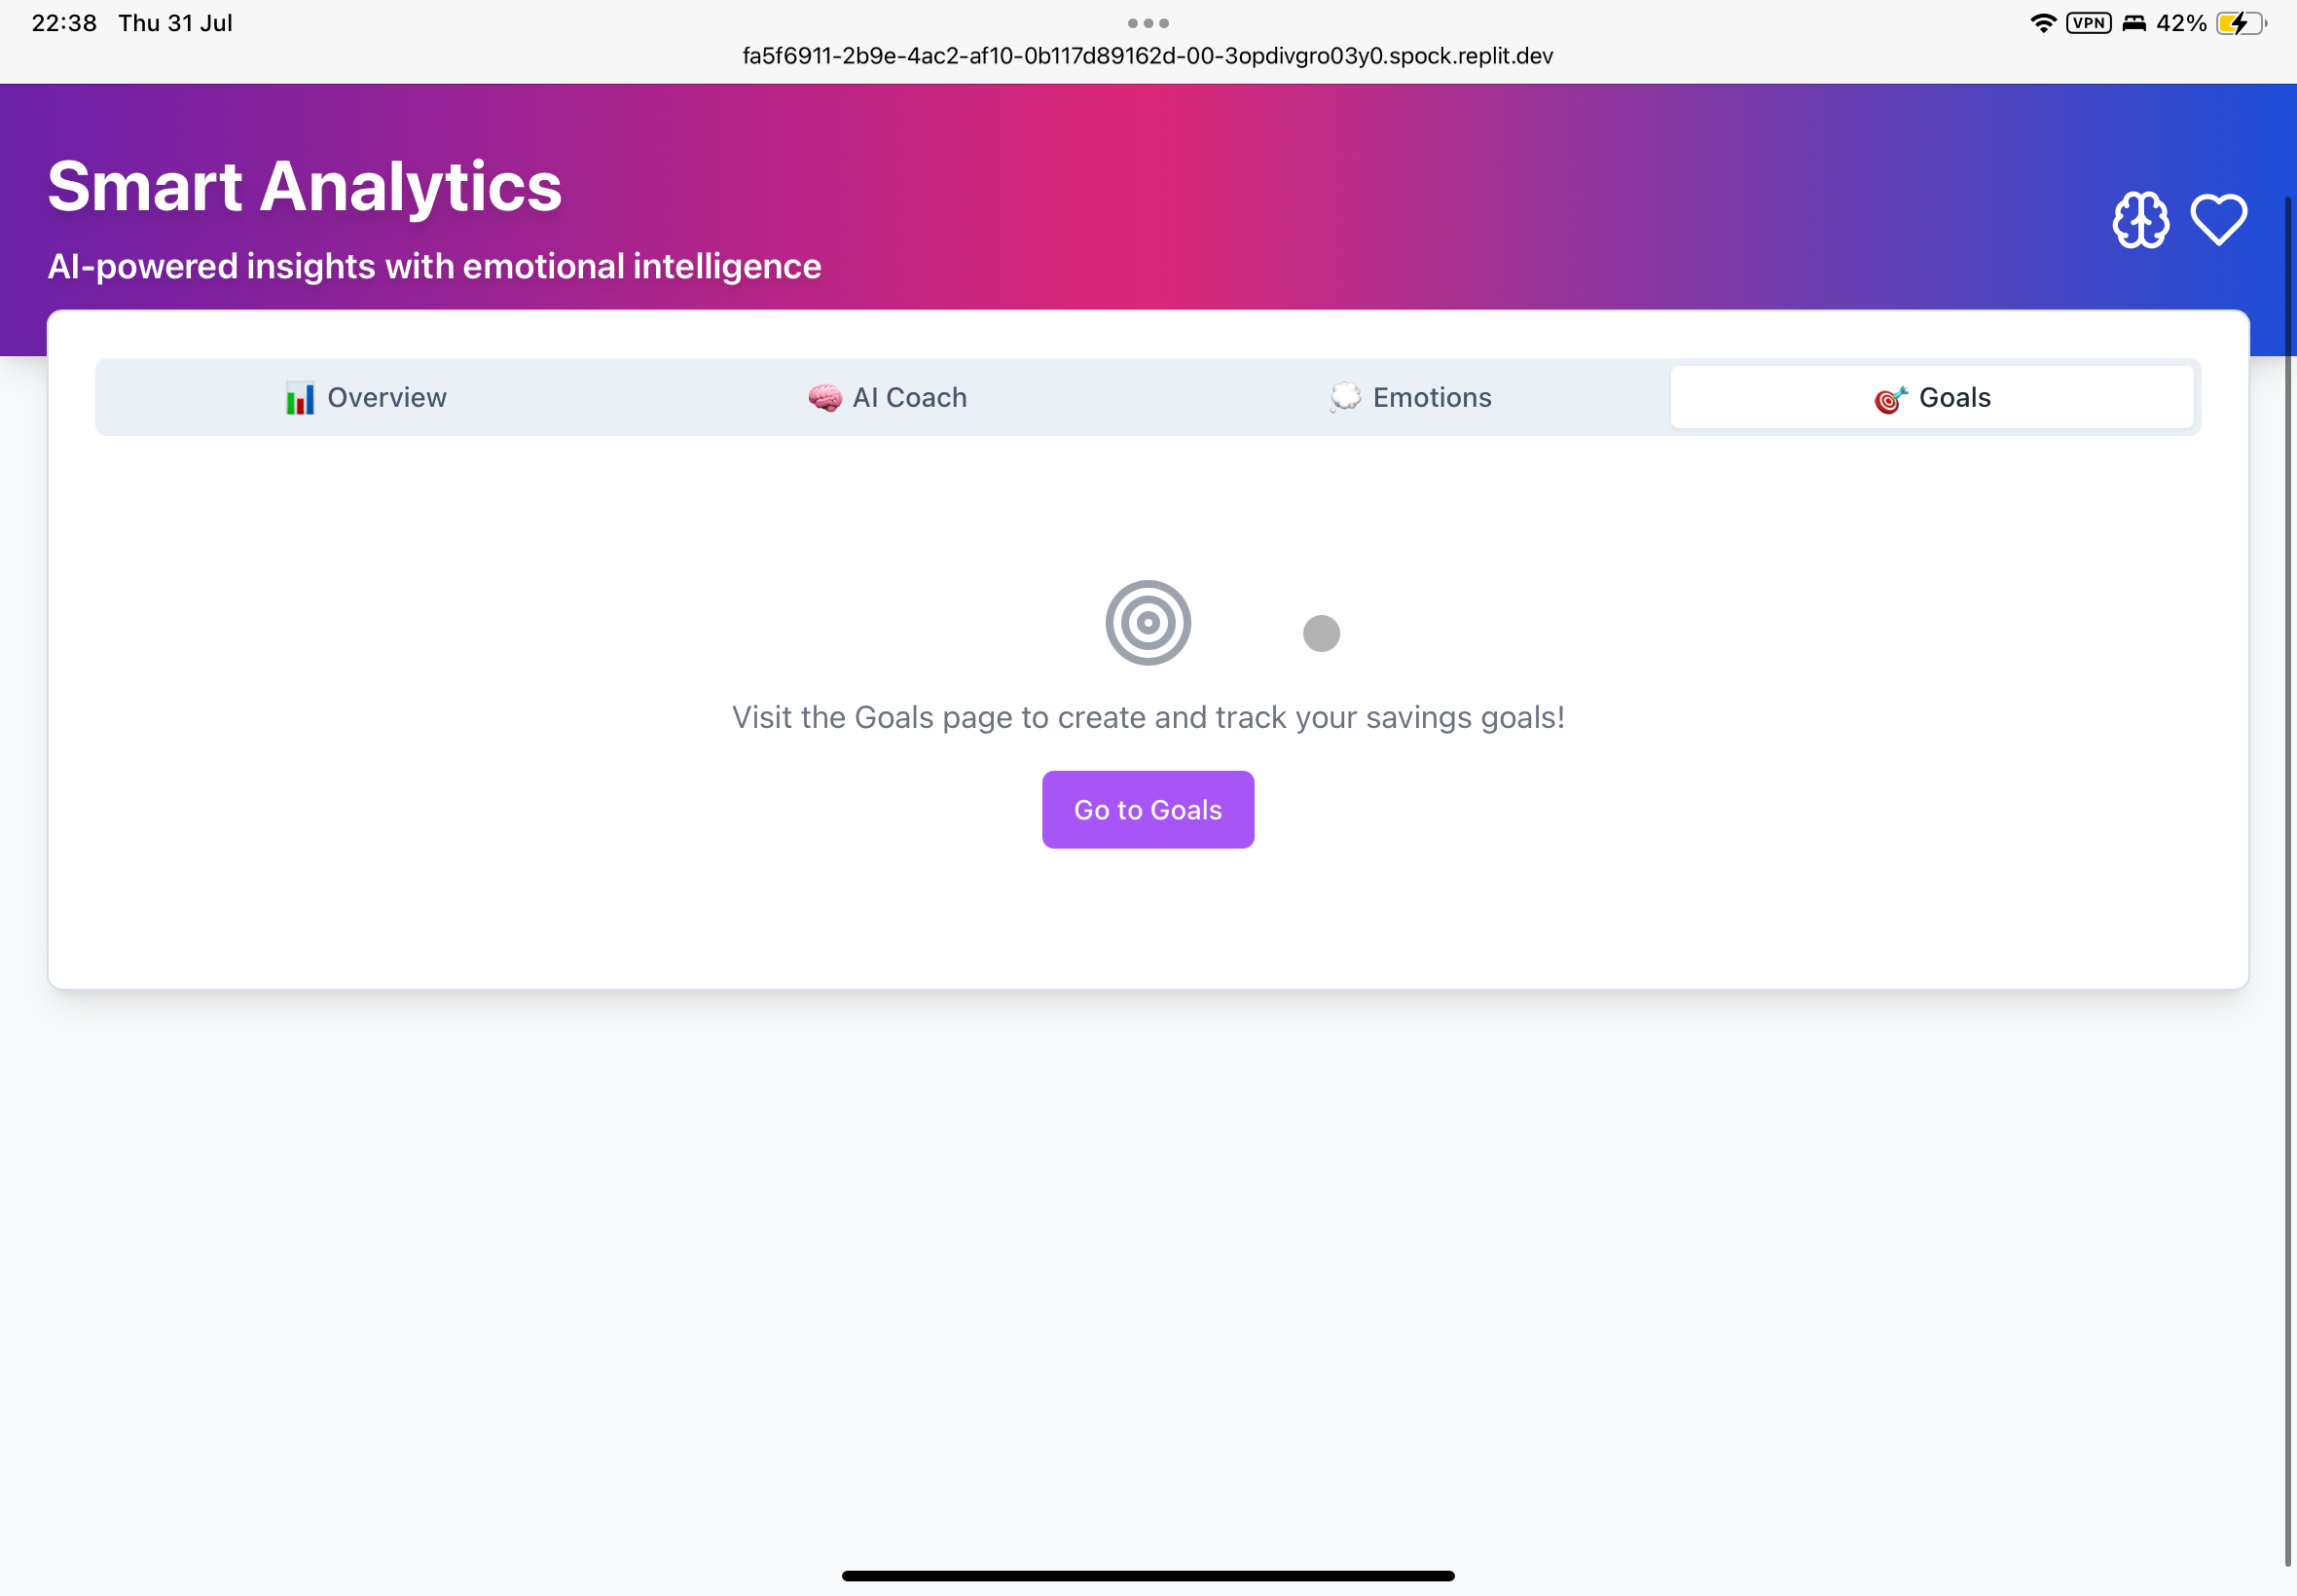 22:38 Thu 31 Jul
VPN 42%
fa5f6911-2b9e-4ac2-af10-0b117d89162d-00-3opdivgro03y0.spock.replit.dev
Smart Analytics
AI-powered insights with emotional intelligence
Overview AI Coach Emotions Goals
Visit the Goals page to create and track your savings goals!
Go to Goals